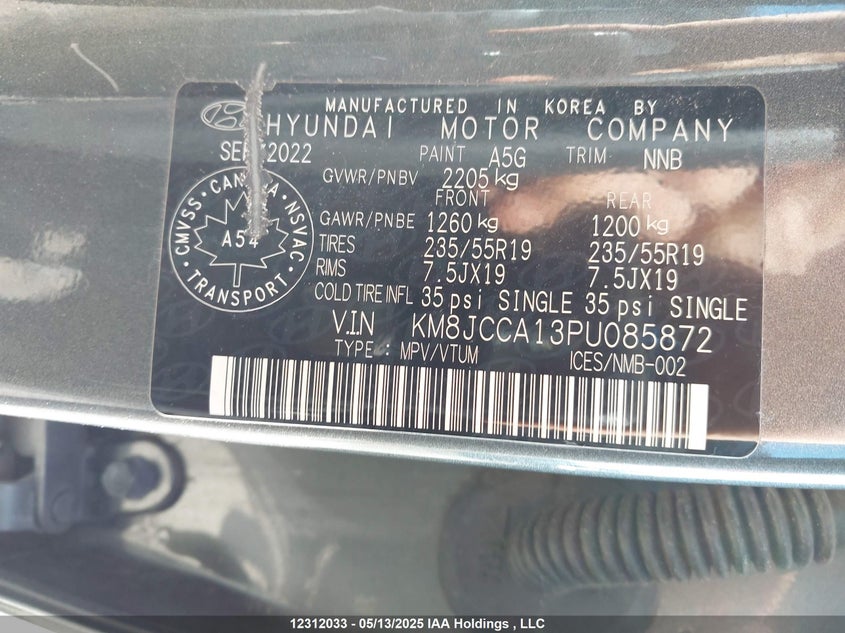 MANUFACTURED IN KOREA BY
HYUNDAI MOTOR COMPANY
2022 PAINT A5G TRIM NNB
GVWR/PNBV 2205 kg
FRONT REAR
GAWR/PNBE 1260 kg 1200 kg
TIRES 235/55R19 235/55R19
RIMS 7.5JX19 7.5JX19
COLD TIRE INFL 35 psi SINGLE 35 psi SINGLE
V.I.N KM8JCCA13PU085872
TYPE : MPV/VTUM ICES/NMB-002
CMVSS • CANADA • NSVAC • TRANSPORT •
A54
12312033 - 05/13/2025 IAA Holdings , LLC